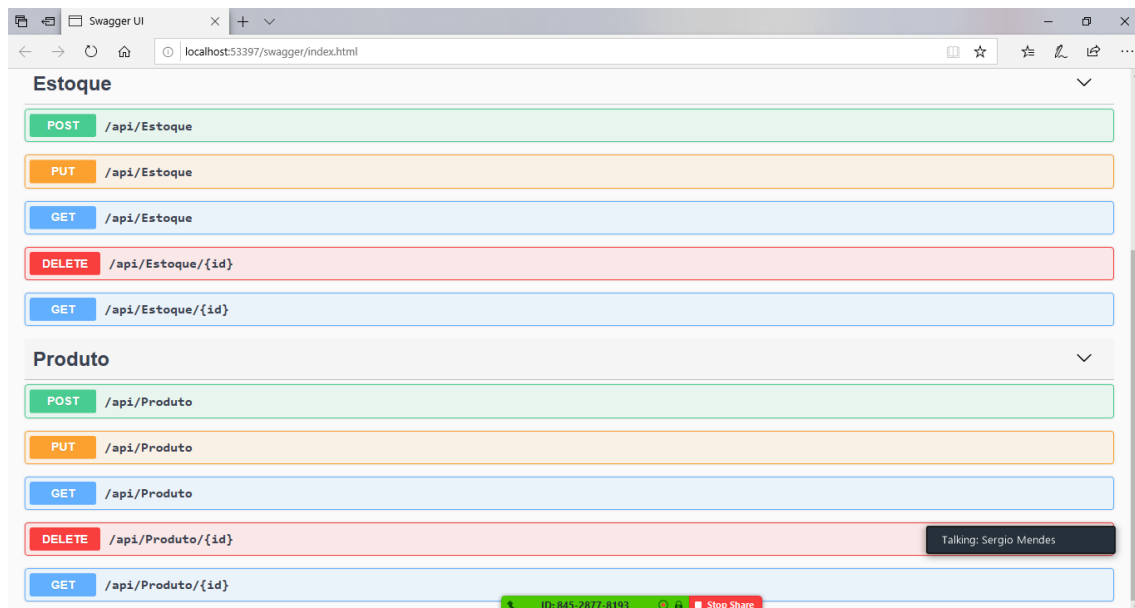 Swagger UI
localhost:53397/swagger/index.html
Estoque
POST /api/Estoque
PUT /api/Estoque
GET /api/Estoque
DELETE /api/Estoque/{id}
GET /api/Estoque/{id}
Produto
POST /api/Produto
PUT /api/Produto
GET /api/Produto
DELETE /api/Produto/{id}
Talking: Sergio Mendes
GET /api/Produto/{id}
ID: 845-2877-8193 Stop Share